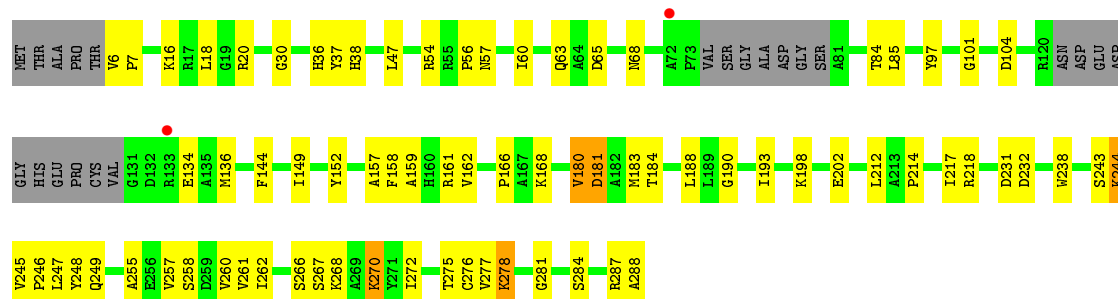 MET THR ALA PRO THR V6 P7 K16 R17 L18 G19 R20 G30 H36 Y37 H38 L47 R54 R55 P56 N57 I60 Q63 A64 D65 N68 A72 P73 VAL SER GLY ALA ASP GLY SER A81 T84 L85 Y97 G101 D104 R120 ASN ASP GLU ASP
GLY HIS GLU PRO CYS VAL G131 D132 R133 E134 A135 M136 F144 I149 Y152 A157 F158 A159 H160 R161 V162 P166 A167 K168 V180 D181 A182 M183 T184 L188 L189 G190 I193 K198 E202 L212 A213 P214 I217 R218 D231 D232 W238 S243 K244
V245 P246 L247 Y248 Q249 A255 E256 V257 S258 D259 V260 V261 I262 S266 S267 K268 A269 K270 Y271 I272 T275 C276 V277 K278 G281 S284 R287 A288